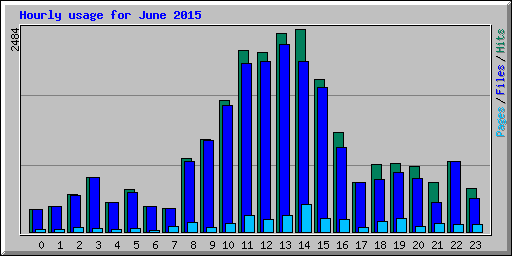 Hourly usage for June 2015
2484
Pages/Files/Hits
0 1 2 3 4 5 6 7 8 9 10 11 12 13 14 15 16 17 18 19 20 21 22 23